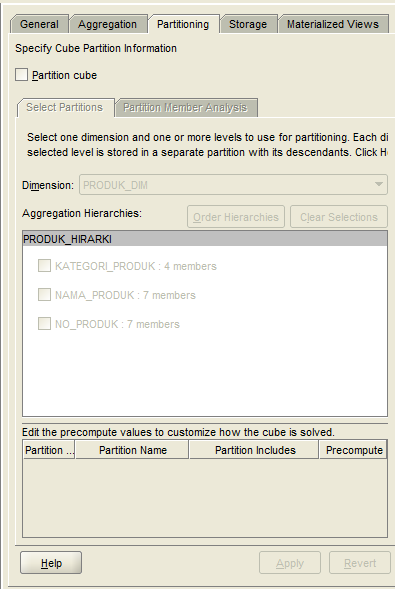 General Aggregation Partitioning Storage Materialized Views
Specify Cube Partition Information
Partition cube
Select Partitions Partition Member Analysis
Select one dimension and one or more levels to use for partitioning. Each di
selected level is stored in a separate partition with its descendants. Click He
Dimension: PRODUK_DIM
Aggregation Hierarchies: Order Hierarchies Clear Selections
PRODUK_HIRARKI
KATEGORI_PRODUK : 4 members
NAMA_PRODUK : 7 members
NO_PRODUK : 7 members
Edit the precompute values to customize how the cube is solved.
Partition ... Partition Name Partition Includes Precompute
Help Apply Revert